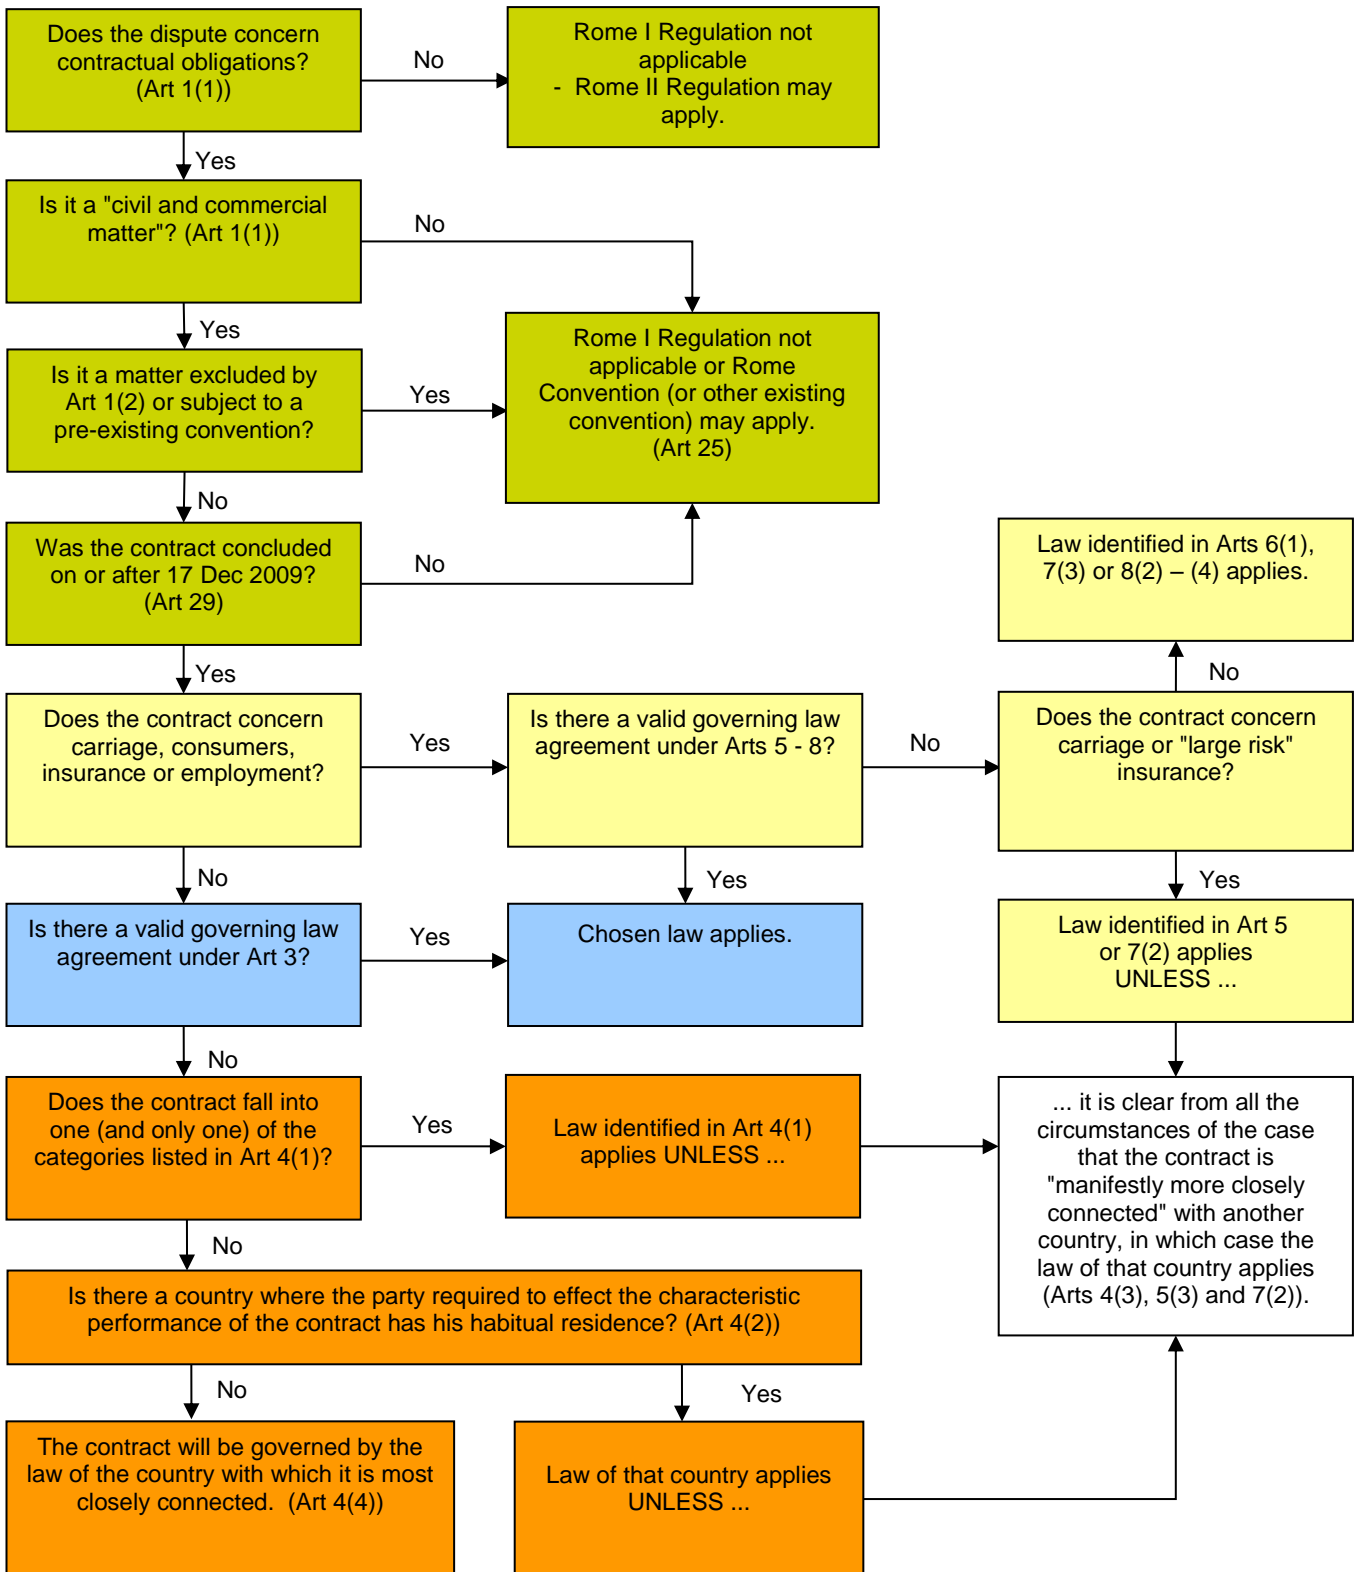 Does the dispute concern
contractual obligations?
(Art 1(1))
No
Rome I Regulation not
applicable
- Rome II Regulation may
apply.
Yes
Is it a "civil and commercial
matter"? (Art 1(1))
No
Yes
Is it a matter excluded by
Art 1(2) or subject to a
pre-existing convention?
Yes
Rome I Regulation not
applicable or Rome
Convention (or other existing
convention) may apply.
(Art 25)
No
Was the contract concluded
on or after 17 Dec 2009?
(Art 29)
No
Law identified in Arts 6(1),
7(3) or 8(2) – (4) applies.
Yes
No
Does the contract concern
carriage, consumers,
insurance or employment?
Yes
Is there a valid governing law
agreement under Arts 5 - 8?
No
Does the contract concern
carriage or "large risk"
insurance?
No
Yes
Yes
Is there a valid governing law
agreement under Art 3?
Yes
Chosen law applies.
Law identified in Art 5
or 7(2) applies
UNLESS ...
No
Does the contract fall into
one (and only one) of the
categories listed in Art 4(1)?
Yes
Law identified in Art 4(1)
applies UNLESS ...
... it is clear from all the
circumstances of the case
that the contract is
"manifestly more closely
connected" with another
country, in which case the
law of that country applies
(Arts 4(3), 5(3) and 7(2)).
No
Is there a country where the party required to effect the characteristic
performance of the contract has his habitual residence? (Art 4(2))
No
Yes
The contract will be governed by the
law of the country with which it is most
closely connected.  (Art 4(4))
Law of that country applies
UNLESS ...